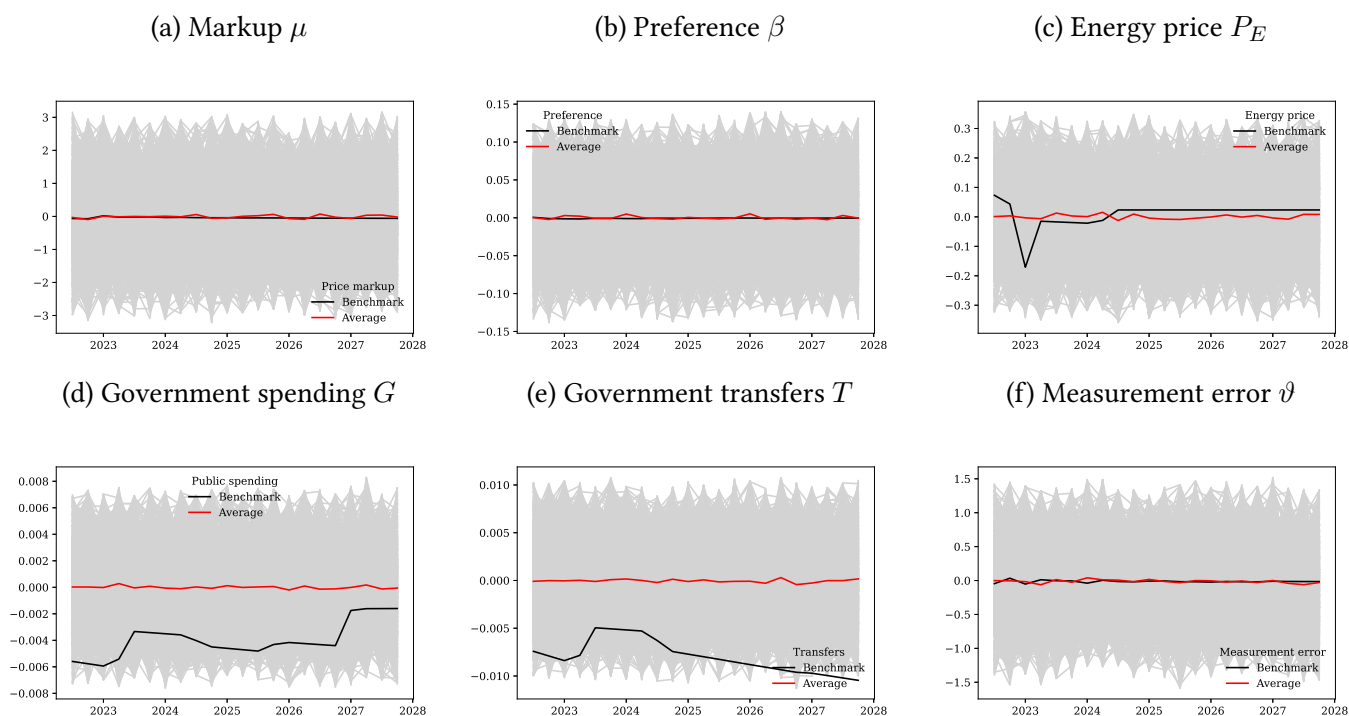 (a) Markup μ
(b) Preference β
(c) Energy price P_E
3
2
1
0
−1
−2
−3
Price markup
Benchmark
Average
2023 2024 2025 2026 2027 2028
0.15
0.10
0.05
0.00
−0.05
−0.10
−0.15
Preference
Benchmark
Average
2023 2024 2025 2026 2027 2028
0.3
0.2
0.1
0.0
−0.1
−0.2
−0.3
Energy price
Benchmark
Average
2023 2024 2025 2026 2027 2028
(d) Government spending G
(e) Government transfers T
(f) Measurement error ϑ
0.008
0.006
0.004
0.002
0.000
−0.002
−0.004
−0.006
−0.008
Public spending
Benchmark
Average
2023 2024 2025 2026 2027 2028
0.010
0.005
0.000
−0.005
−0.010
Transfers
Benchmark
Average
2023 2024 2025 2026 2027 2028
1.5
1.0
0.5
0.0
−0.5
−1.0
−1.5
Measurement error
Benchmark
Average
2023 2024 2025 2026 2027 2028